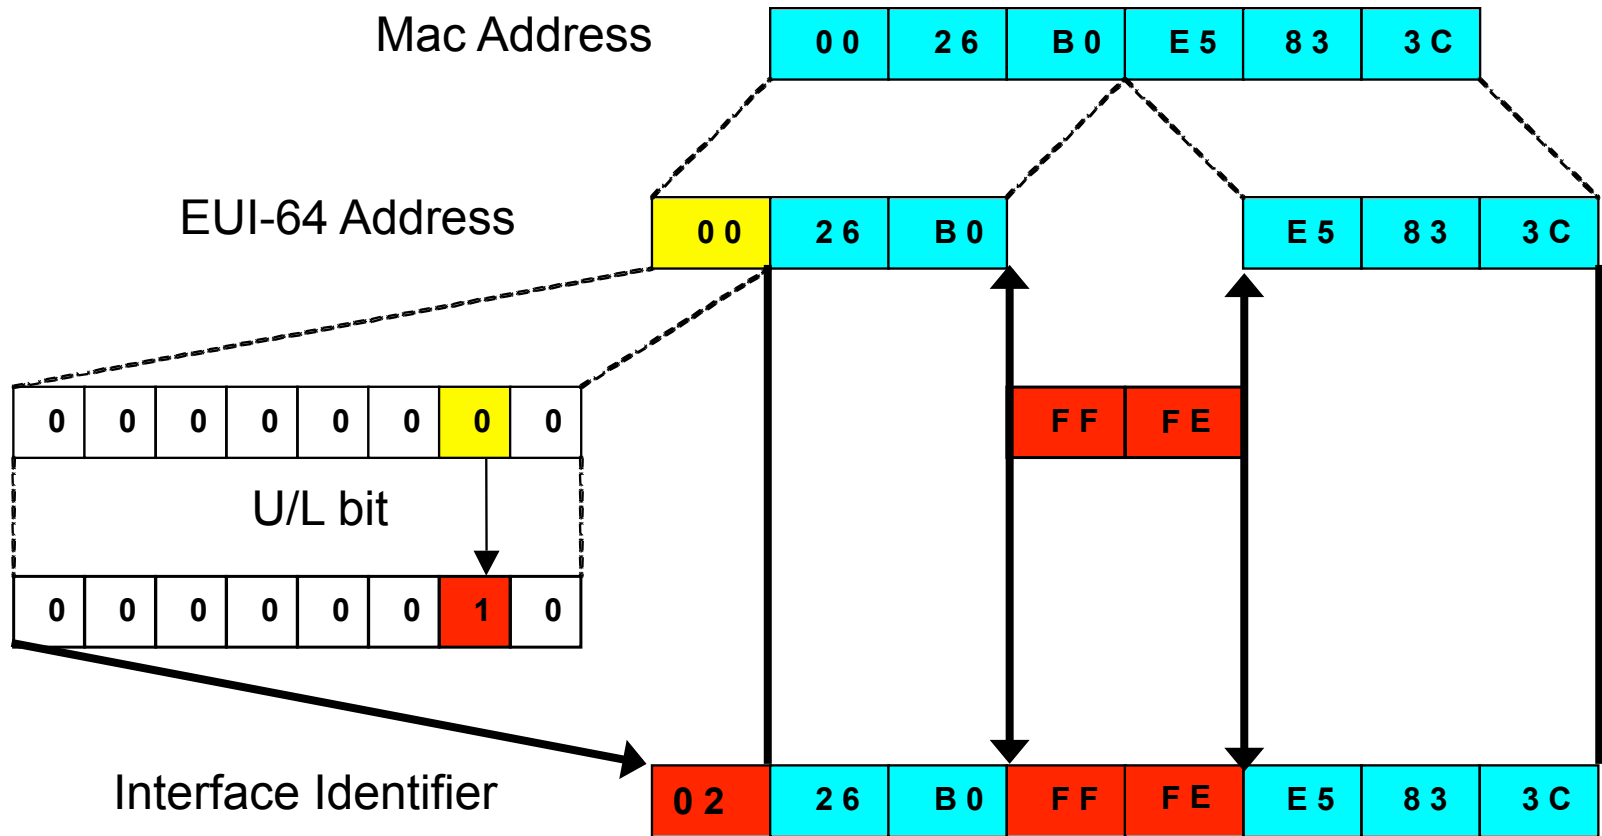 Mac Address 0 0 2 6 B 0 E 5 8 3 3 C
EUI-64 Address 0 0 2 6 B 0 E 5 8 3 3 C
0 0 0 0 0 0 0 0 F F F E
U/L bit
0 0 0 0 0 0 1 0
Interface Identifier 0 2 2 6 B 0 F F F E E 5 8 3 3 C